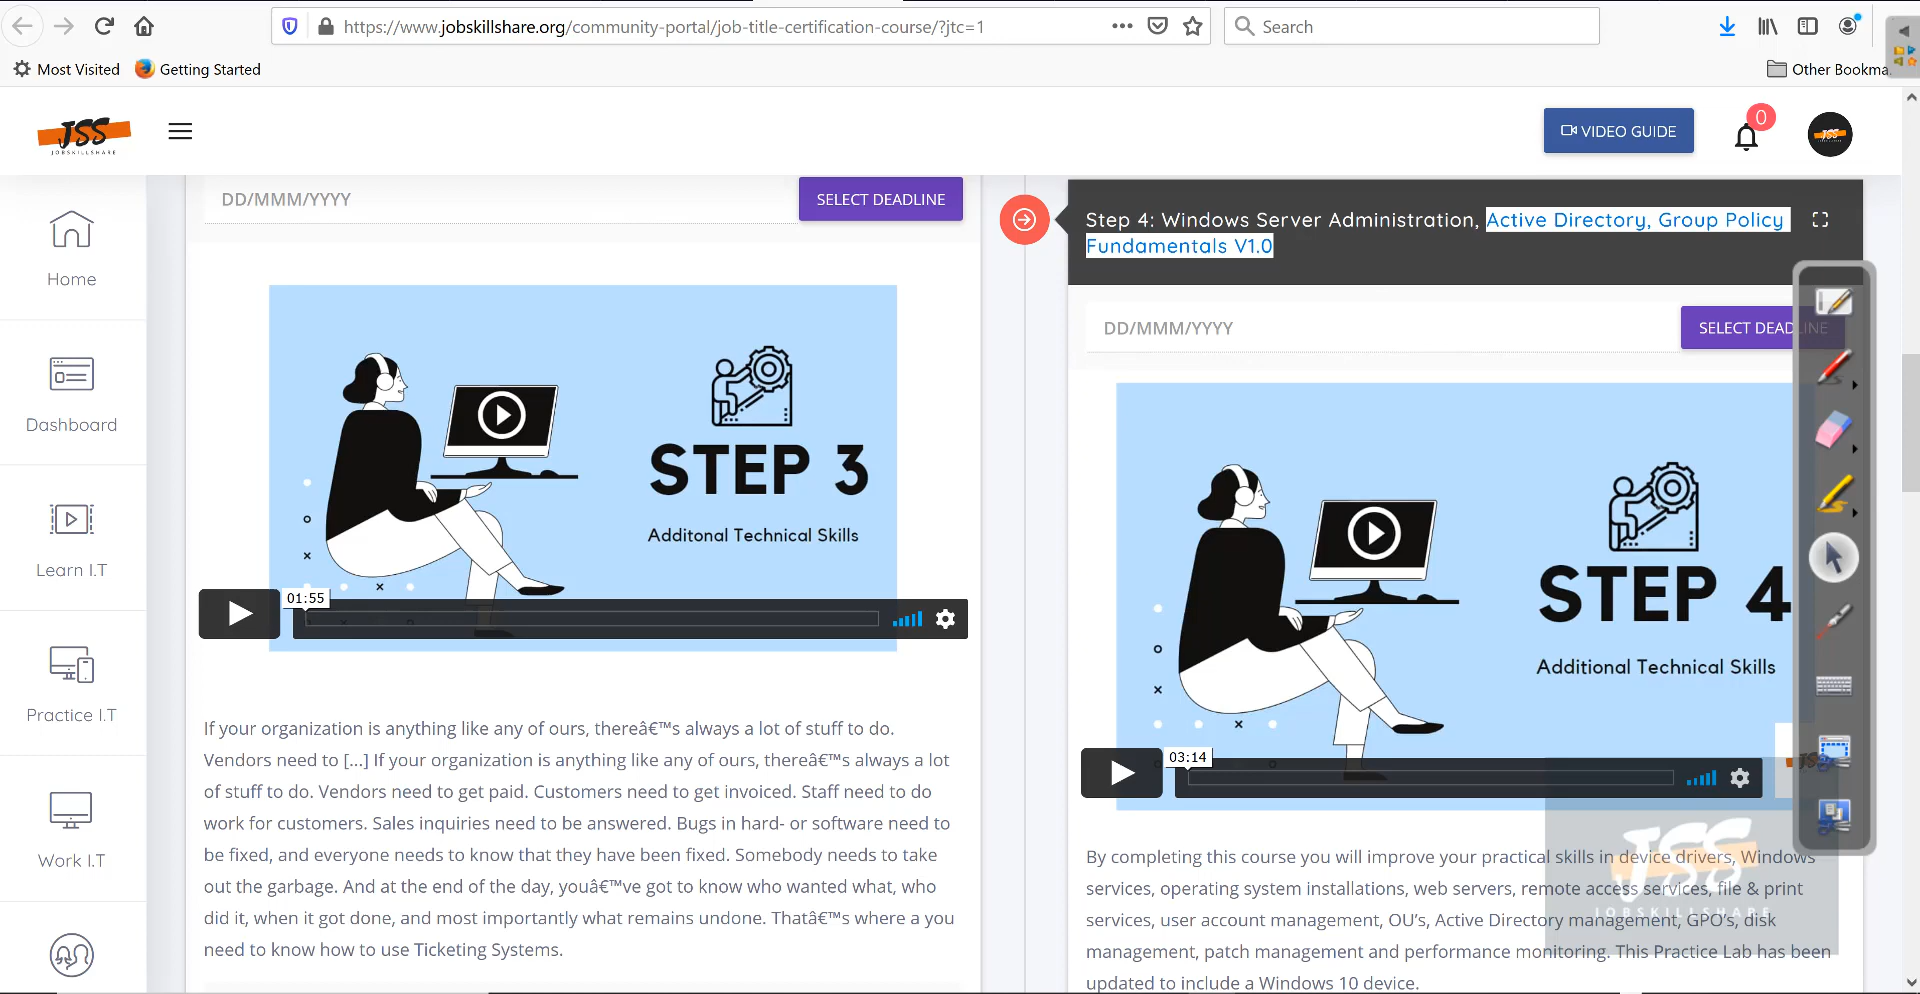 https://www.jobskillshare.org/community-portal/job-title-certification-course/?jtc=1
Search
Most Visited
Getting Started
Other Bookma
JSS
JOBSKILLSHARE
VIDEO GUIDE
0
Home
Dashboard
Learn I.T
Practice I.T
Work I.T
DD/MMM/YYYY
SELECT DEADLINE
STEP 3
Additonal Technical Skills
01:55
If your organization is anything like any of ours, thereâ€™s always a lot of stuff to do.
Vendors need to [...] If your organization is anything like any of ours, thereâ€™s always a lot
of stuff to do. Vendors need to get paid. Customers need to get invoiced. Staff need to do
work for customers. Sales inquiries need to be answered. Bugs in hard- or software need to
be fixed, and everyone needs to know that they have been fixed. Somebody needs to take
out the garbage. And at the end of the day, youâ€™ve got to know who wanted what, who
did it, when it got done, and most importantly what remains undone. Thatâ€™s where a you
need to know how to use Ticketing Systems.
Step 4: Windows Server Administration, Active Directory, Group Policy
Fundamentals V1.0
DD/MMM/YYYY
SELECT DEADLINE
STEP 4
Additional Technical Skills
03:14
By completing this course you will improve your practical skills in device drivers, Windows
services, operating system installations, web servers, remote access services, file & print
services, user account management, OU's, Active Directory management, GPO's, disk
management, patch management and performance monitoring. This Practice Lab has been
updated to include a Windows 10 device.
JSS
JOBSKILLSHARE